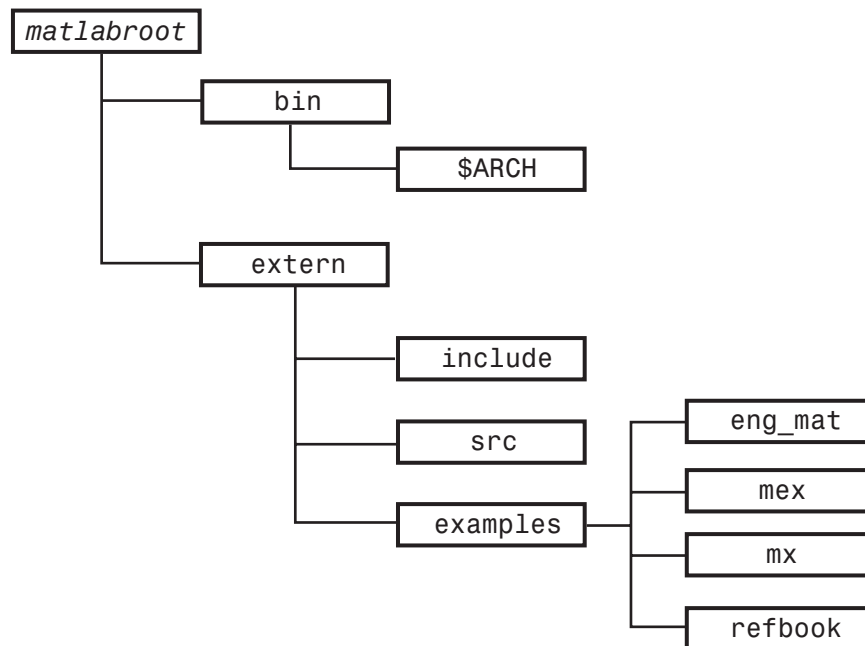 matlabroot
bin
$ARCH
extern
include
src
examples
eng_mat
mex
mx
refbook